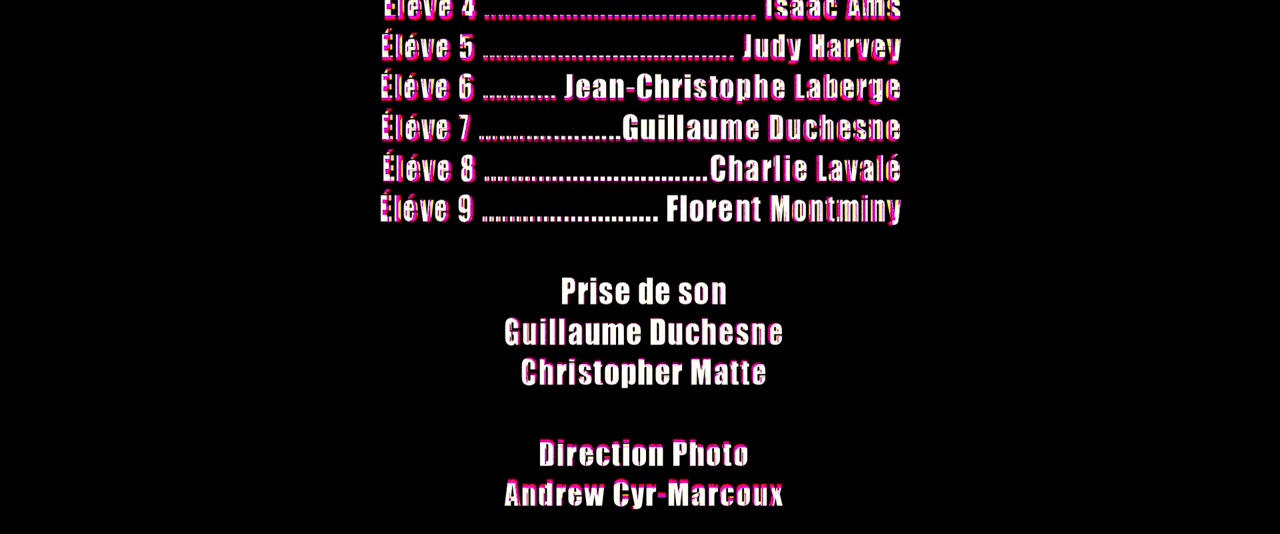 Éléve 4 .......................................... Isaac Ams
Éléve 5 ....................................... Judy Harvey
Éléve 6 ........... Jean-Christophe Laberge
Éléve 7 ......................Guillaume Duchesne
Éléve 8 ...................................Charlie Lavalé
Éléve 9 ........................... Florent Montminy
Prise de son
Guillaume Duchesne
Christopher Matte
Direction Photo
Andrew Cyr-Marcoux